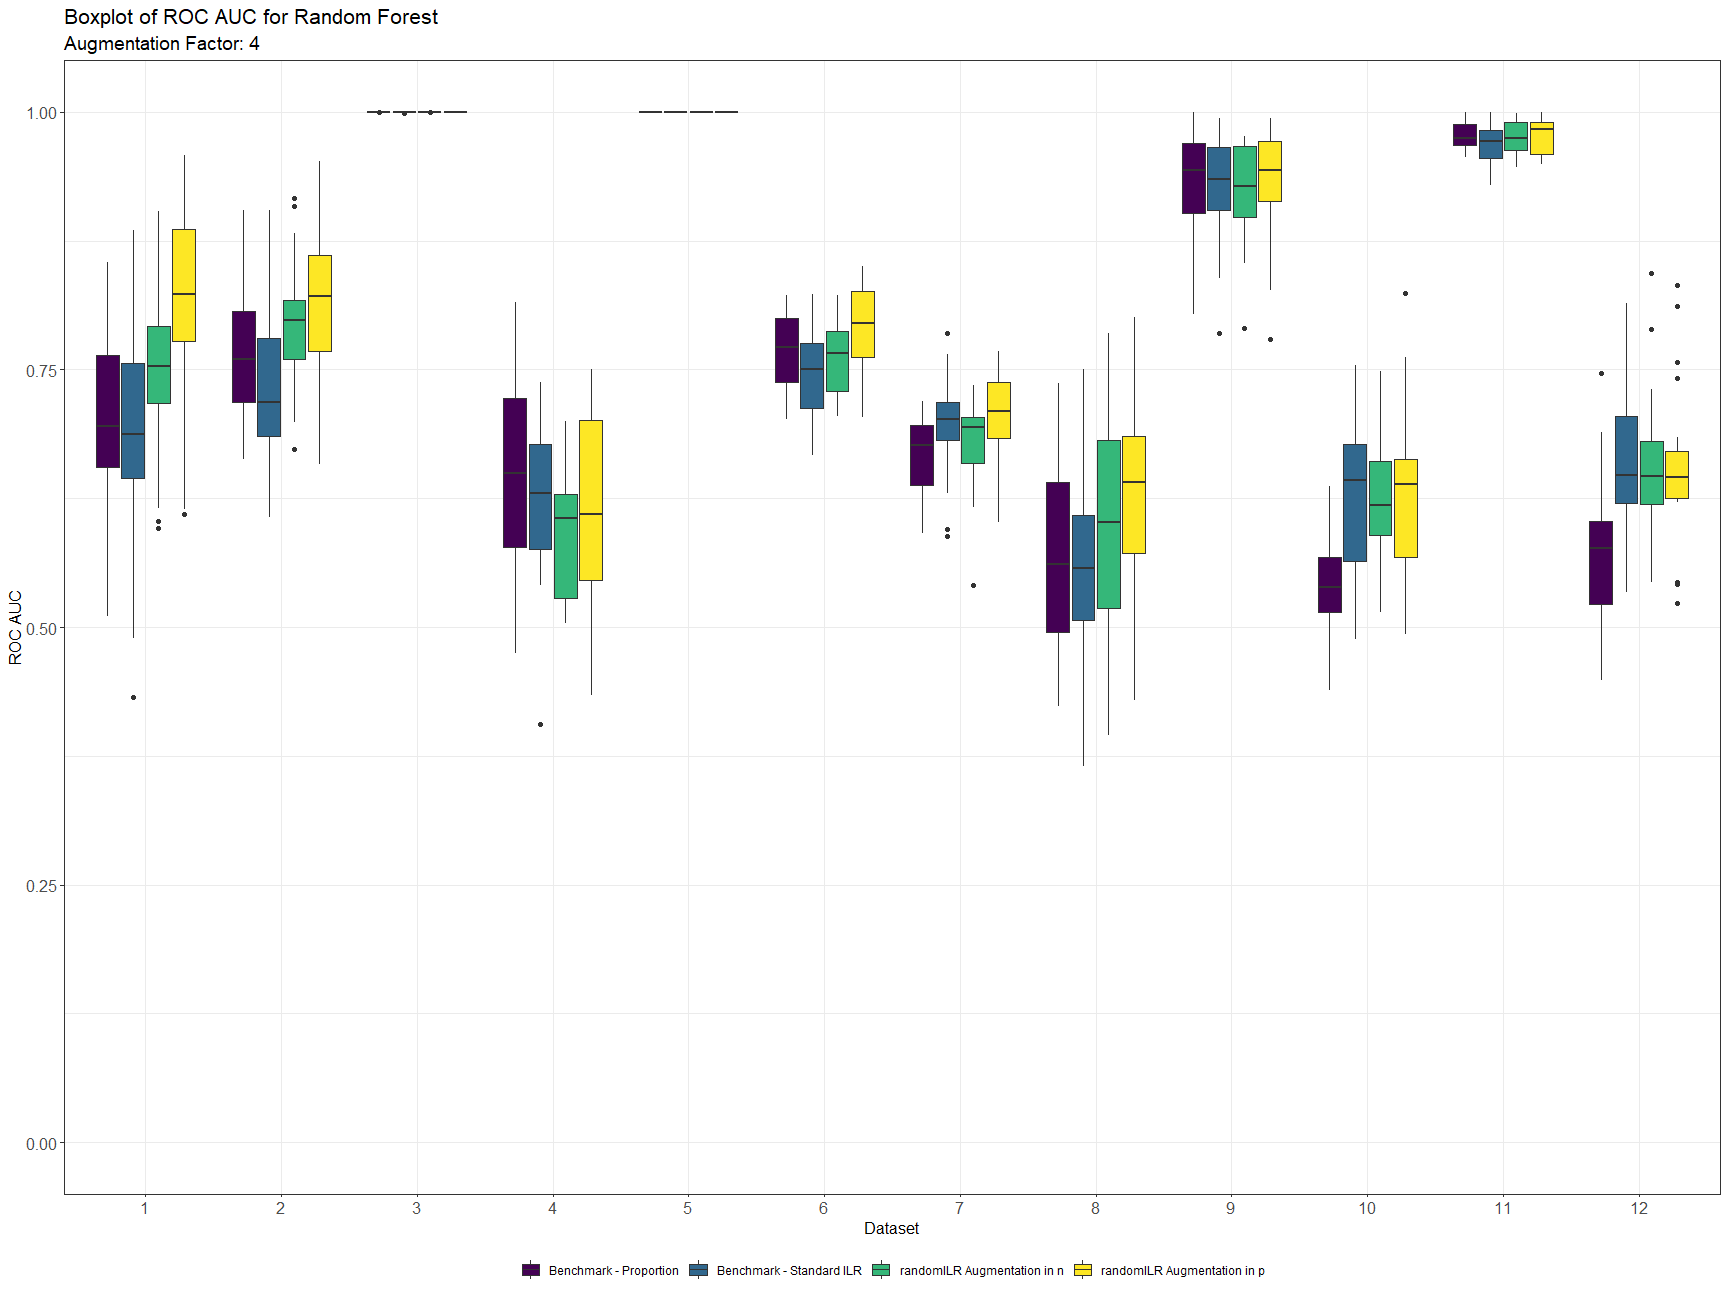 Boxplot of ROC AUC for Random Forest
Augmentation Factor: 4
1.00
0.75
0.50
0.25
0.00
ROC AUC
1 2 3 4 5 6 7 8 9 10 11 12
Dataset
Benchmark - Proportion Benchmark - Standard ILR randomILR Augmentation in n randomILR Augmentation in p